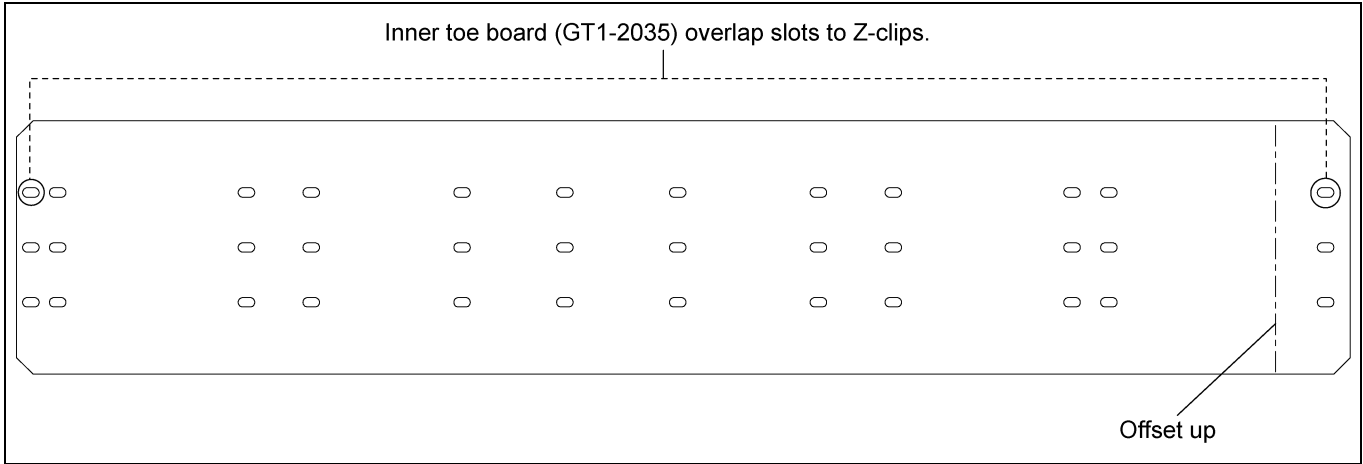 Inner toe board (GT1-2035) overlap slots to Z-clips.
Offset up